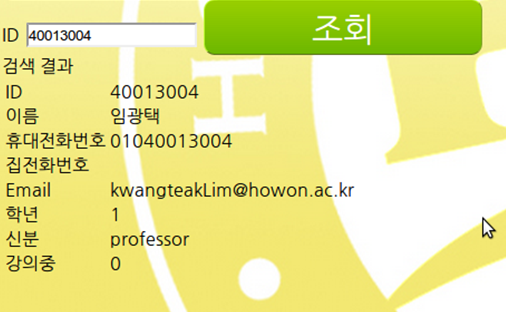 ID 40013004 조회
검색 결과
ID 40013004
이름 임광택
휴대전화번호 01040013004
집전화번호
Email kwangteakLim@howon.ac.kr
학년 1
신분 professor
강의중 0
H